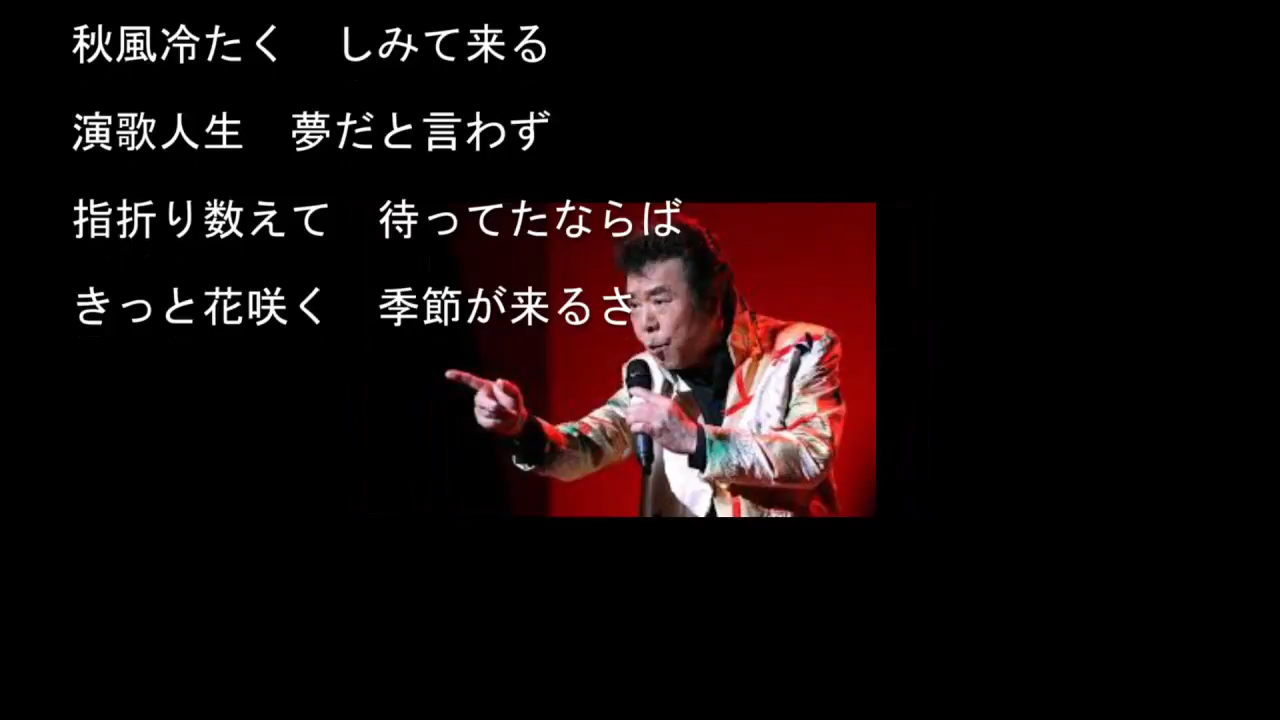 秋風冷たく　しみて来る
演歌人生　夢だと言わず
指折り数えて　待ってたならば
きっと花咲く　季節が来るさ